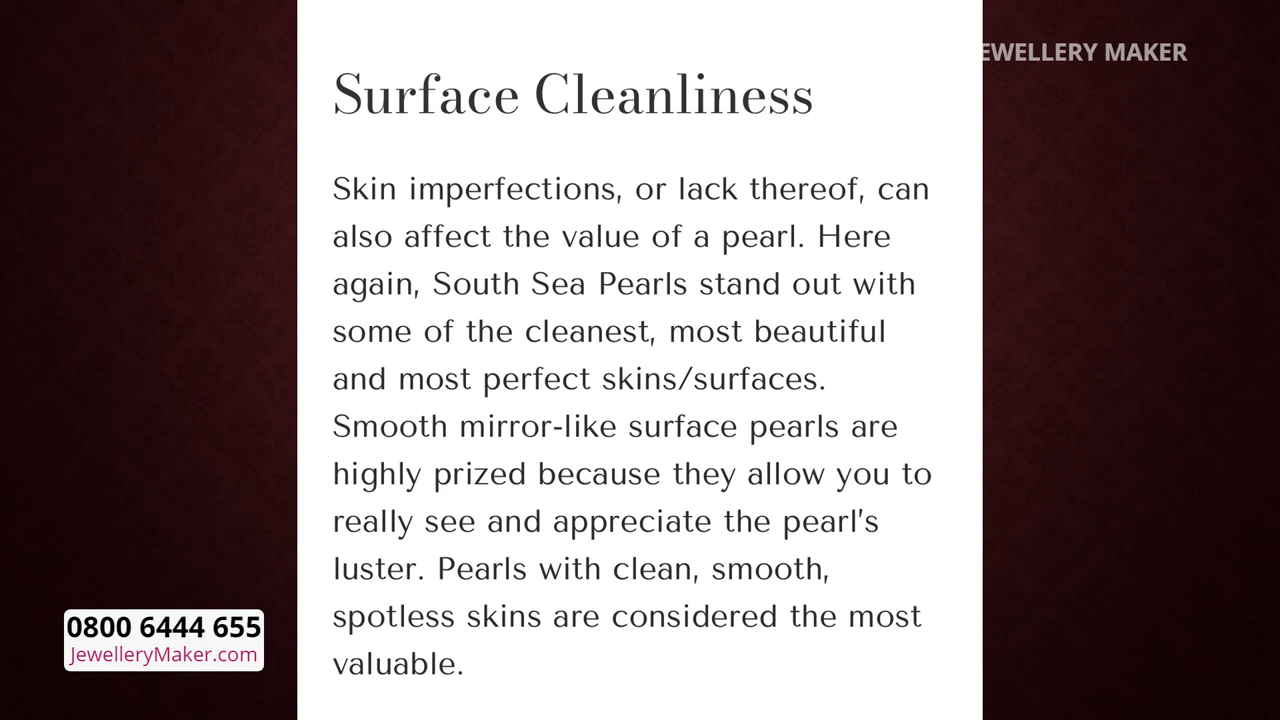 EWELLERY MAKER
Surface Cleanliness
Skin imperfections, or lack thereof, can
also affect the value of a pearl. Here
again, South Sea Pearls stand out with
some of the cleanest, most beautiful
and most perfect skins/surfaces.
Smooth mirror-like surface pearls are
highly prized because they allow you to
really see and appreciate the pearl's
luster. Pearls with clean, smooth,
spotless skins are considered the most
valuable.
0800 6444 655
JewelleryMaker.com